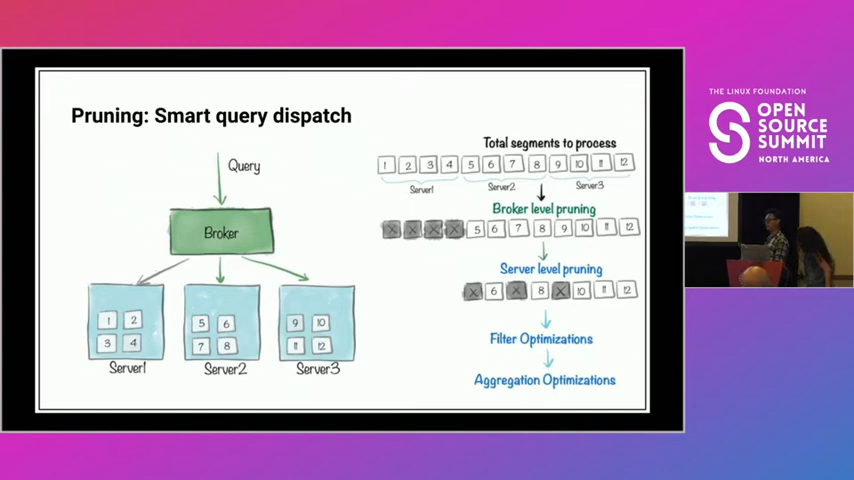 Pruning: Smart query dispatch
Query
Broker
1 2
3 4
Server1
5 6
7 8
Server2
9 10
11 12
Server3
Total segments to process
1 2 3 4 5 6 7 8 9 10 11 12
Server1 Server2 Server3
Broker level pruning
X X X X 5 6 7 8 9 10 11 12
Server level pruning
X 6 X 8 X 10 11 12
Filter Optimizations
Aggregation Optimizations
THE LINUX FOUNDATION
OPEN
SOURCE
SUMMIT
NORTH AMERICA